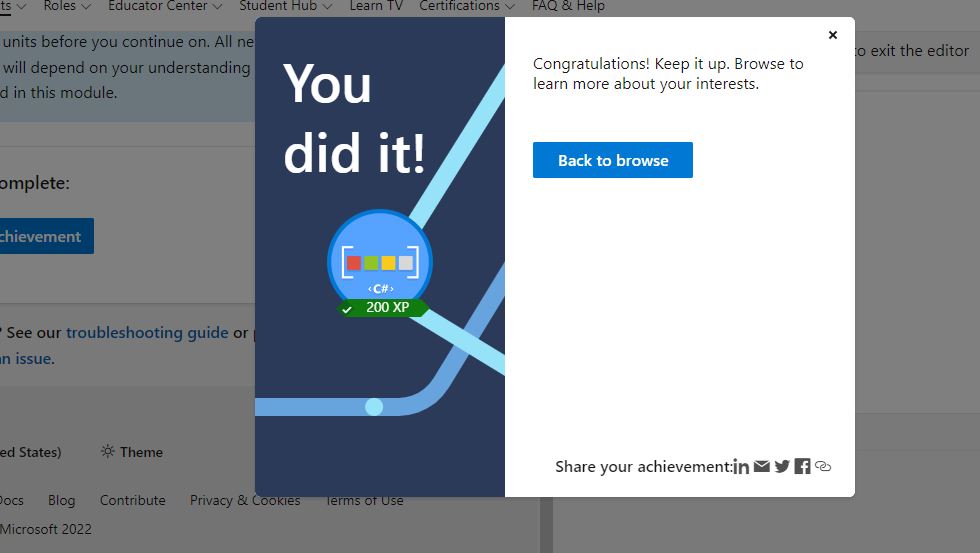 ts Roles Educator Center Student Hub Learn TV Certifications FAQ & Help
units before you continue on. All ne
will depend on your understanding
d in this module.
to exit the editor
You
did it!
‹C#›
200 XP
Congratulations! Keep it up. Browse to
learn more about your interests.
Back to browse
Share your achievement:
omplete:
chievement
? See our troubleshooting guide or p
an issue.
ed States) Theme
Docs Blog Contribute Privacy & Cookies Terms of Use
Microsoft 2022